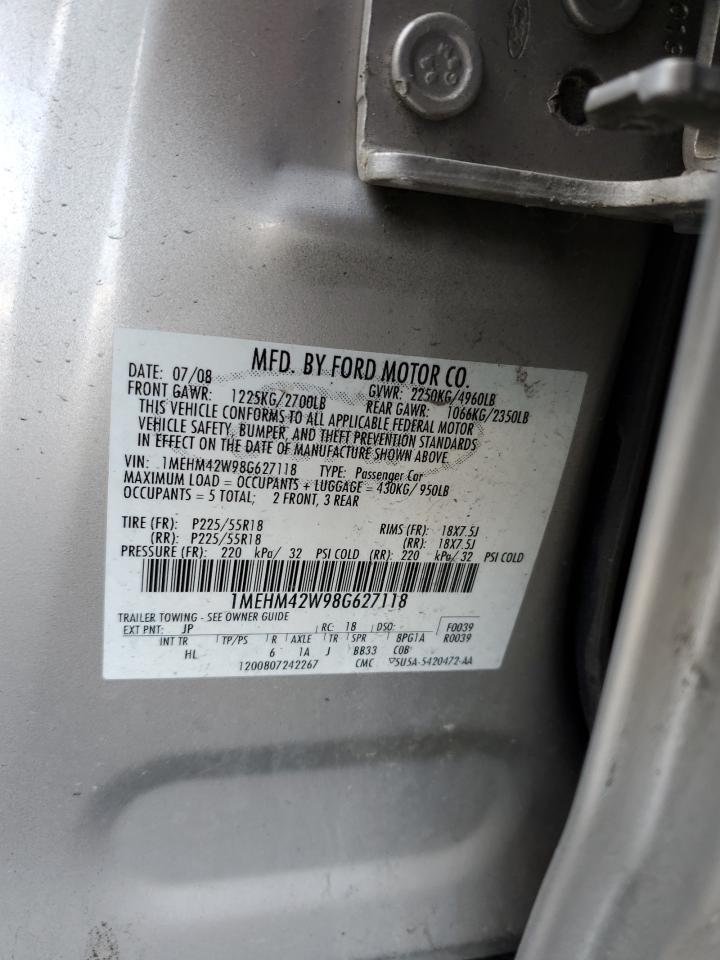 MFD. BY FORD MOTOR CO.
DATE: 07/08 GVWR: 2250KG/4960LB
FRONT GAWR: 1225KG/2700LB REAR GAWR: 1066KG/2350LB
THIS VEHICLE CONFORMS TO ALL APPLICABLE FEDERAL MOTOR
VEHICLE SAFETY, BUMPER, AND THEFT PREVENTION STANDARDS
IN EFFECT ON THE DATE OF MANUFACTURE SHOWN ABOVE.
VIN: 1MEHM42W98G627118 TYPE: Passenger Car
MAXIMUM LOAD = OCCUPANTS + LUGGAGE = 430KG/ 950LB
OCCUPANTS = 5 TOTAL; 2 FRONT, 3 REAR
TIRE (FR): P225/55R18 RIMS (FR): 18X7.5J
(RR): P225/55R18 (RR): 18X7.5J
PRESSURE (FR): 220 kPa/ 32 PSI COLD (RR): 220 kPa/ 32 PSI COLD
1MEHM42W98G627118
TRAILER TOWING - SEE OWNER GUIDE
EXT PNT: JP RC: 18 DSO: F0039
INT TR TP/PS R AXLE TR SPR BPG1A R0039
HL 6 1A J BB33 COB
1200807242267 CMC 5U5A-5420472-AA